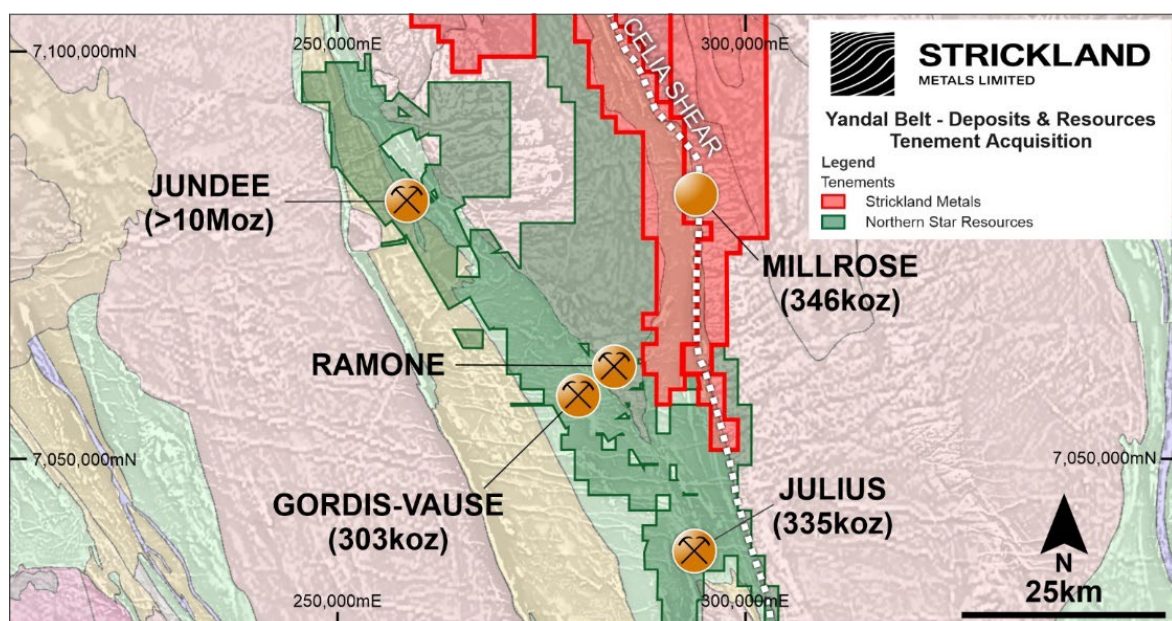 7,100,000mN
250,000mE
300,000mE
CELIA SHEAR
STRICKLAND
METALS LIMITED
Yandal Belt - Deposits & Resources
Tenement Acquisition
Legend
Tenements
Strickland Metals
Northern Star Resources
JUNDEE
(>10Moz)
MILLROSE
(346koz)
RAMONE
7,050,000mN
7,050,000mN
GORDIS-VAUSE
(303koz)
JULIUS
(335koz)
250,000mE
300,000mE
N
25km